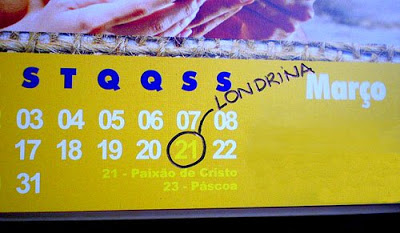 S T Q Q S S
LONDRINA
Março
03 04 05 06 07 08
17 18 19 20 21 22
31
21 - Paixão de Cristo
23 - Páscoa